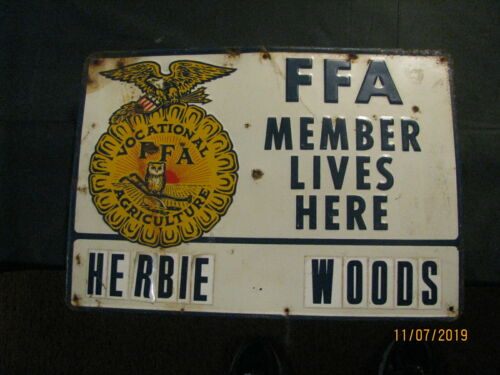 VOCATIONAL
FFA
AGRICULTURE
FFA
MEMBER
LIVES
HERE
HERBIE WOODS
11/07/2019